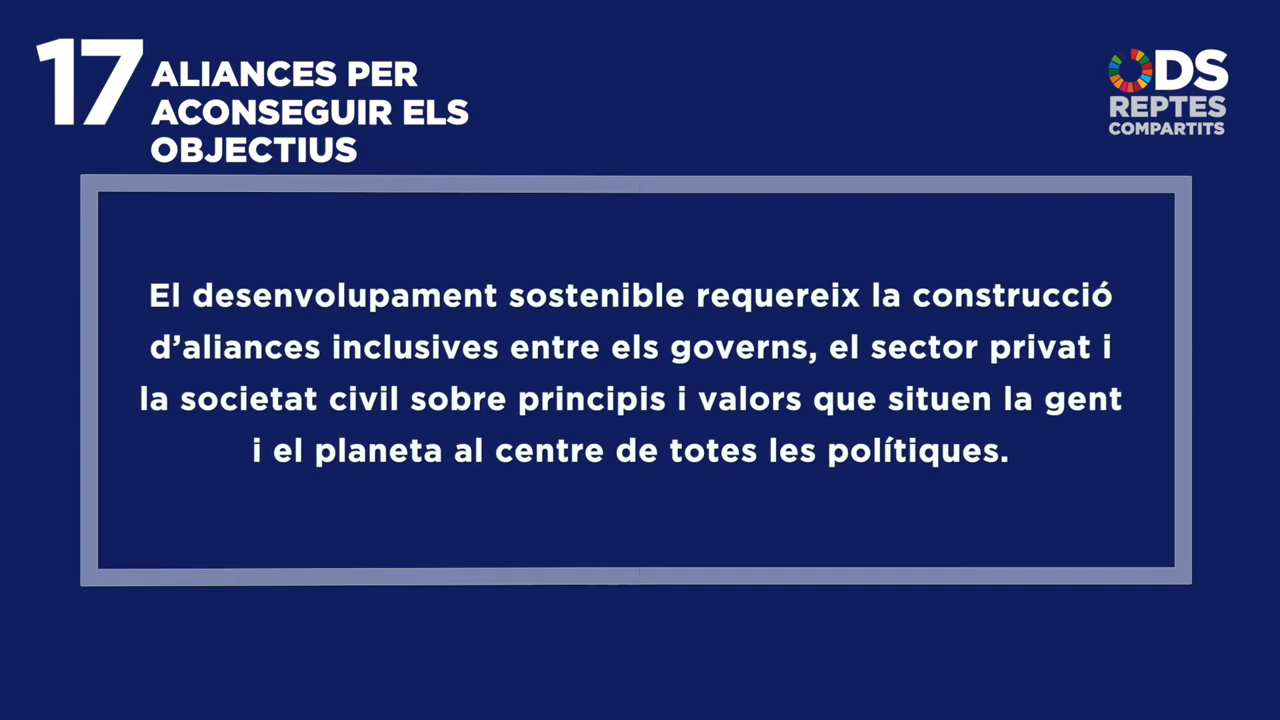 17
ALIANCES PER
ACONSEGUIR ELS
OBJECTIUS
ODS
REPTES
COMPARTITS
El desenvolupament sostenible requereix la construcció
d’aliances inclusives entre els governs, el sector privat i
la societat civil sobre principis i valors que situen la gent
i el planeta al centre de totes les polítiques.